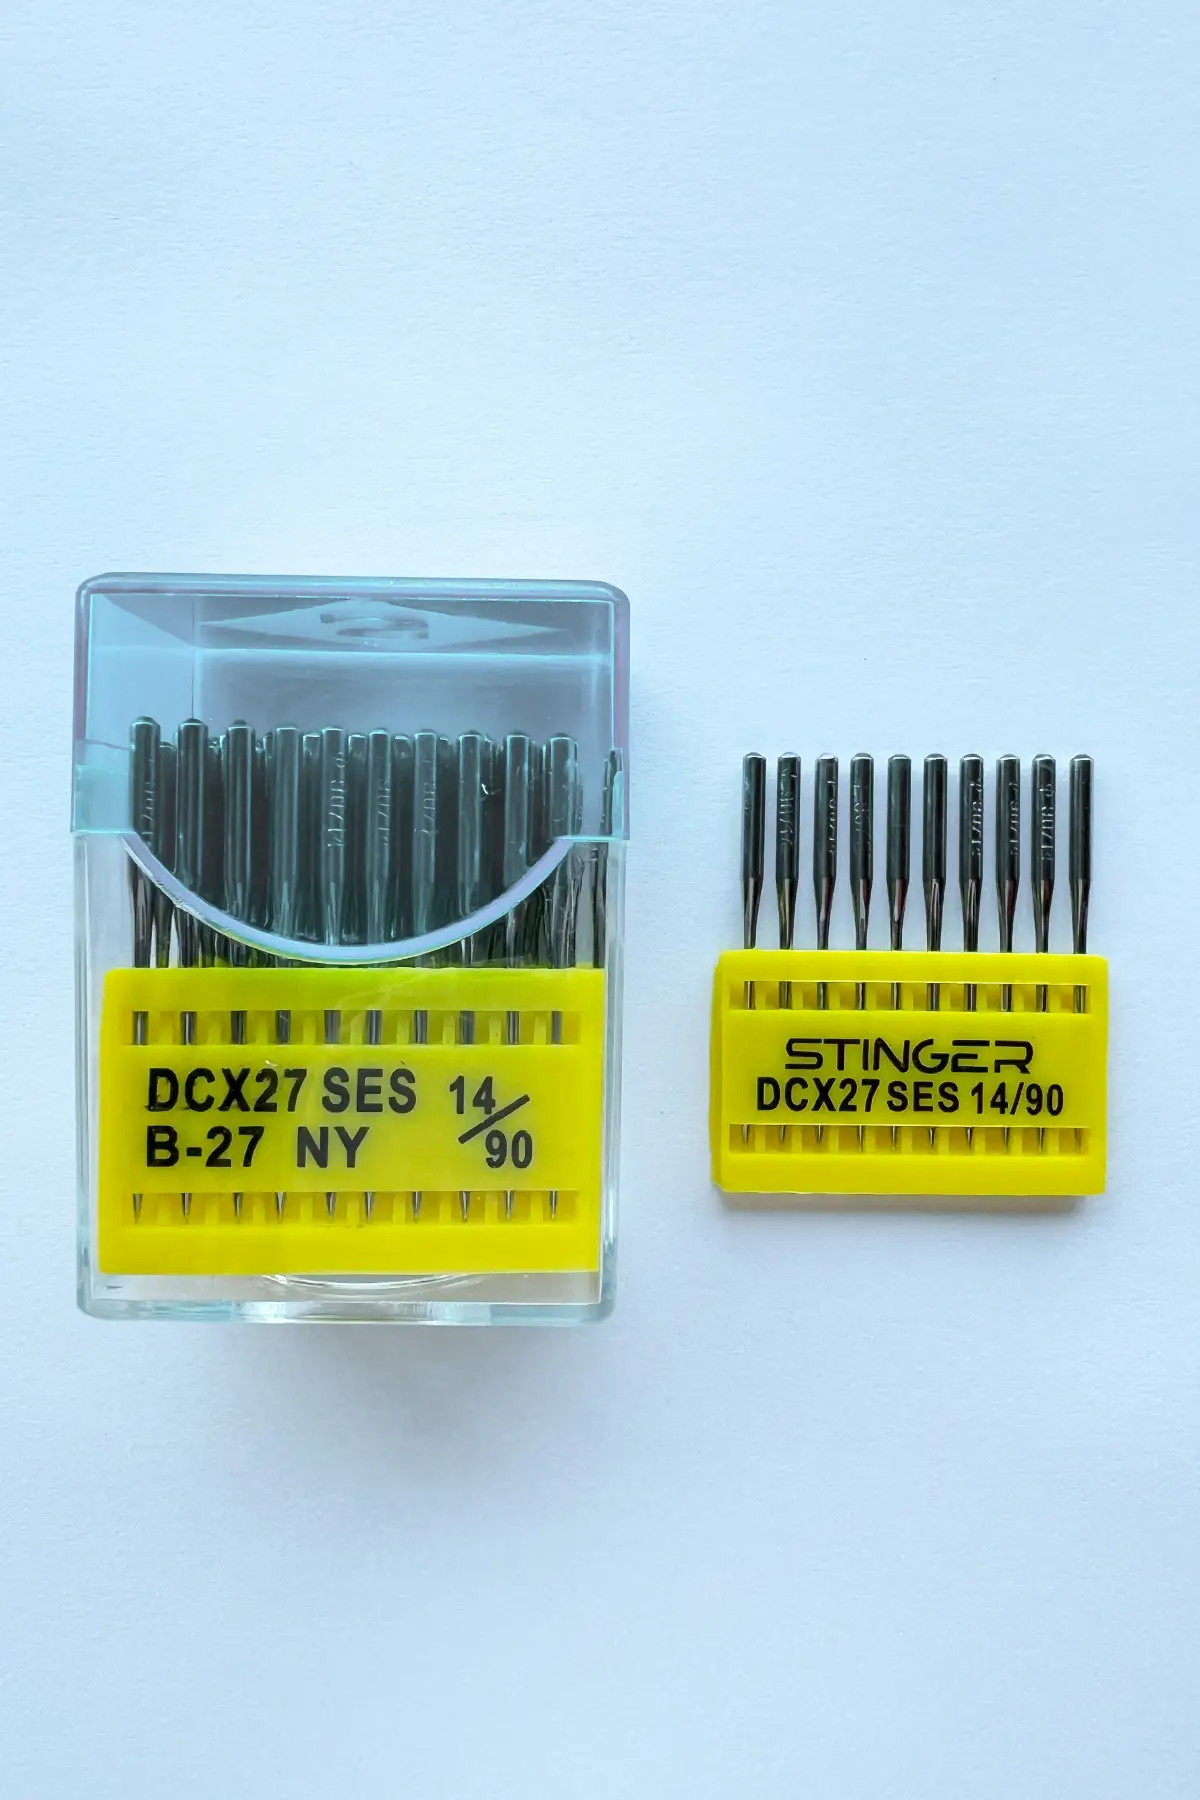 DCX27 SES 14/90
B-27 NY
STINGER
DCX27 SES 14/90